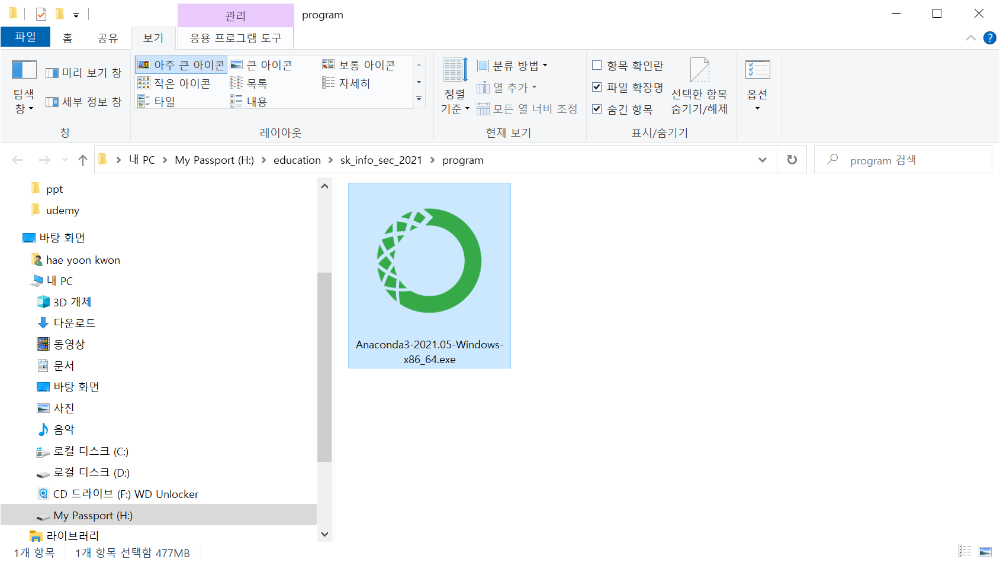 관리
program
파일
홈
공유
보기
응용 프로그램 도구
탐색
창
미리 보기 창
세부 정보 창
창
아주 큰 아이콘
큰 아이콘
보통 아이콘
작은 아이콘
목록
자세히
타일
내용
레이아웃
정렬
기준
분류 방법
열 추가
모든 열 너비 조정
현재 보기
항목 확인란
파일 확장명
숨긴 항목
선택한 항목
숨기기/해제
표시/숨기기
옵션
?
내 PC > My Passport (H:) > education > sk_info_sec_2021 > program
program 검색
ppt
udemy
바탕 화면
hae yoon kwon
내 PC
3D 개체
다운로드
동영상
문서
바탕 화면
사진
음악
로컬 디스크 (C:)
로컬 디스크 (D:)
CD 드라이브 (F:) WD Unlocker
My Passport (H:)
라이브러리
Anaconda3-2021.05-Windows-
x86_64.exe
1개 항목
1개 항목 선택함 477MB